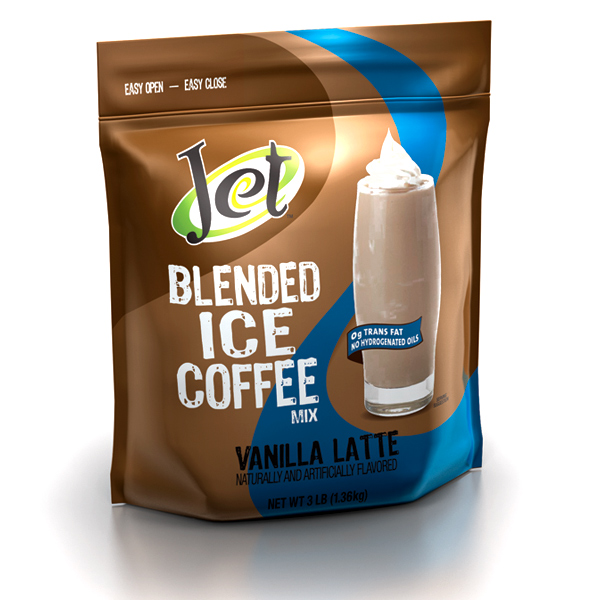 EASY OPEN — EASY CLOSE
Jet
BLENDED
ICE
COFFEE
MIX
0g TRANS FAT
NO HYDROGENATED OILS
VANILLA LATTE
NATURALLY AND ARTIFICIALLY FLAVORED
NET WT 3 LB (1.36kg)